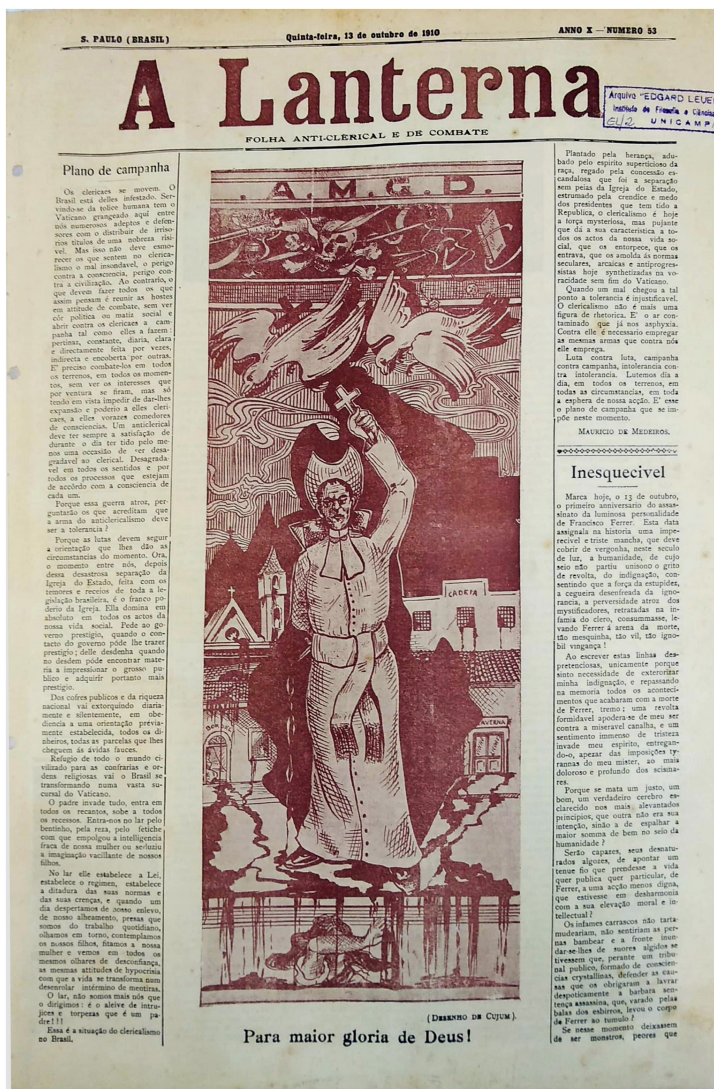 S. PAULO (BRASIL)
Quinta-feira, 13 de outubro de 1910
ANNO X — NUMERO 53
A Lanterna
FOLHA ANTI-CLERICAL E DE COMBATE
Arquivo "EDGARD LEUE
Instituto de Filosofia e Ciências
UNICAMP
Plano de campanha
Os clericaes se movem. O
Brasil está delles infestado. Ser-
vindo-se da tolice humana tem o
Vaticano grangeado aqui entre
nós numerosos adeptos e defen-
sores com o distribuir de irriso-
rios titulos de uma nobreza risi-
vel. Mas isso não deve esmo-
recer os que sentem no clerica-
lismo o mal insondavel, o perigo
contra a consciencia, perigo con-
tra a civilização. Ao contrario, o
que devem fazer todos os que
assim pensam é reunir as hostes
em attitude de combate, sem ver
côr politica ou matiz social e
abrir contra os clericaes a cam-
panha tal como elles a fazem:
pertinaz, constante, diaria, clara
e directamente feita por vezes,
indirecta e encoberta por outras.
E' preciso combatel-os em todos
os terrenos, em todos os momen-
tos, sem ver os interesses que
por ventura se firam, mas só
tendo em vista impedir de dar-lhes
expansão e poderio a elles cleri-
caes, a elles vorazes comedores
de consciencias. Um anticlerical
deve ter sempre a satisfação de
durante o dia ter tido pelo me-
nos uma occasião de ser desa-
gradavel ao clerical. Desagrada-
vel em todos os sentidos e por
todos os processos que estejam
de accôrdo com a consciencia de
cada um.
Porque essa guerra atroz, per-
guntarão os que acreditam que
a arma do anticlericalismo deve
ser a tolerancia?
Porque as lutas devem seguir
a orientação que lhes dão as
circumstancias do momento. Ora,
o momento entre nós, depois
dessa desastrosa separação da
Igreja do Estado, feita com os
temores e receios de toda a le-
gislação brasileira, é o franco po-
derio da Igreja. Ella domina em
absoluto em todos os actos da
nossa vida social. Pede ao go-
verno prestigio, quando o con-
tacto do governo póde lhe trazer
prestigio; delle desdenha quando
no desdem póde encontrar mate-
ria a impressionar o grosso pu-
blico e adquirir portanto mais
prestigio.
Dos cofres publicos e da riqueza
nacional vai extorquindo diaria-
mente e silentemente, em obe-
diencia a uma orientação previa-
mente estabelecida, todos os di-
nheiros, todas as parcelas que lhes
cheguem ás ávidas fauces.
Refugio de todo o mundo ci-
vilizado para as confrarias e or-
dens religiosas vai o Brasil se
transformando numa vasta su-
cursal do Vaticano.
O padre invade tudo, entra em
todos os recantos, sobe a todos
os recessos. Entra-nos no lar pelo
bentinho, pela reza, pelo fetiche
com que empolgou a intelligencia
fraca de nossa mulher ou seduziu
a imaginação vacillante de nossos
filhos.
No lar elle estabelece a Lei,
estabelece o regimen, estabelece
a ditadura das suas normas e
das suas crenças, e quando um
dia despertamos de nosso enlevo,
de nosso alheamento, presas que
somos do trabalho quotidiano,
olhamos em torno, contemplamos
os nossos filhos, fitamos a nossa
mulher e vemos em todos os
mesmos olhares de desconfiança,
as mesmas attitudes de hypocrisia
com que a vida se transforma num
desenrolar intérmino de mentiras.
O lar, não somos mais nós que
o dirigimos: é o aleive de intru-
jices e torpezas que é um pa-
dre!!!
Essa é a situação do clericalismo
no Brasil.
A.M.G.D.
CADEIA
TAVERNA
(DESENHO DE CUJUM).
Para maior gloria de Deus!
Plantado pela herança, adu-
bado pelo espirito supersticioso da
raça, regado pela concessão es-
candalosa que foi a separação
sem peias da Igreja do Estado,
estrumado pela crendice e medo
dos presidentes que tem tido a
Republica, o clericalismo é hoje
a força mysteriosa, mas pujante
que dá a sua caracteristica a to-
dos os actos da nossa vida so-
cial, que os entorpece, que os
entrava, que os amolda ás normas
seculares, arcaicas e antiprogres-
sistas hoje synthetizadas na vo-
racidade sem fim do Vaticano.
Quando um mal chegou a tal
ponto a tolerancia é injustificavel.
O clericalismo não é mais uma
figura de rhetorica. E' o ar con-
taminado que já nos asphyxia.
Contra elle é necessario empregar
as mesmas armas que contra nós
elle emprega.
Luta contra luta, campanha
contra campanha, intolerancia con-
tra intolerancia. Lutemos dia a
dia, em todos os terrenos, em
todas as circumstancias, em toda
a esphera de nossa acção. E' esse
o plano de campanha que se im-
põe neste momento.
MAURICIO DE MEDEIROS.
Inesquecivel
Marca hoje, o 13 de outubro,
o primeiro anniversario do assas-
sinato da luminosa personalidade
de Francisco Ferrer. Esta data
assignala na historia uma impe-
recivel e triste mancha, que deve
cobrir de vergonha, neste seculo
de luz, a humanidade, de cujo
seio não partiu unisono o grito
de revolta, do indignação, con-
sentindo que a força da estupidez,
a cegueira desenfreada da igno-
rancia, a perversidade atroz dos
mystificadores, retratadas na in-
famia do clero, consummasse, le-
vando Ferrer á arena da morte,
tão mesquinha, tão vil, tão igno-
bil vingança!
Ao escrever estas linhas des-
pretenciosas, unicamente porque
sinto necessidade de exterorizar
minha indignação, e repassando
na memoria todos os aconteci-
mentos que acabaram com a morte
de Ferrer, tremo; uma revolta
formidavel apodera-se de meu ser
contra a miseravel canalha, e um
sentimento immenso de tristeza
invade meu espirito, entregan-
do-o, apezar das imposições ty-
rannas do meu mister, ao mais
doloroso e profundo dos scisma-
res.
Porque se mata um justo, um
bom, um verdadeiro cerebro es-
clarecido nos mais alevantados
principios, que outra não era sua
intenção, sinão a de espalhar a
maior somma de bem no seio da
humanidade?
Serão capazes, seus desnatu-
rados algozes, de apontar um
tenue fio que prendesse a vida
quer publica quer particular, de
Ferrer, a uma acção menos digna,
que estivesse em desharmonia
com a sua elevação moral e in-
tellectual?
Os infames carrascos não tarta-
mudeariam, não sentiriam as per-
nas bambear e a fronte inun-
dar-se-lhes de suores algidos se
tivessem que, perante um tribu-
nal publico, formado de conscien-
cias crystallinas, defender as cau-
sas que os obrigaram a lavrar
despoticamente a barbara sen-
tença assassina, que, varado pelas
balas dos esbirros, levou o corpo
de Ferrer ao tumulo?
Se nesse momento deixassem
de ser monstros, peores que